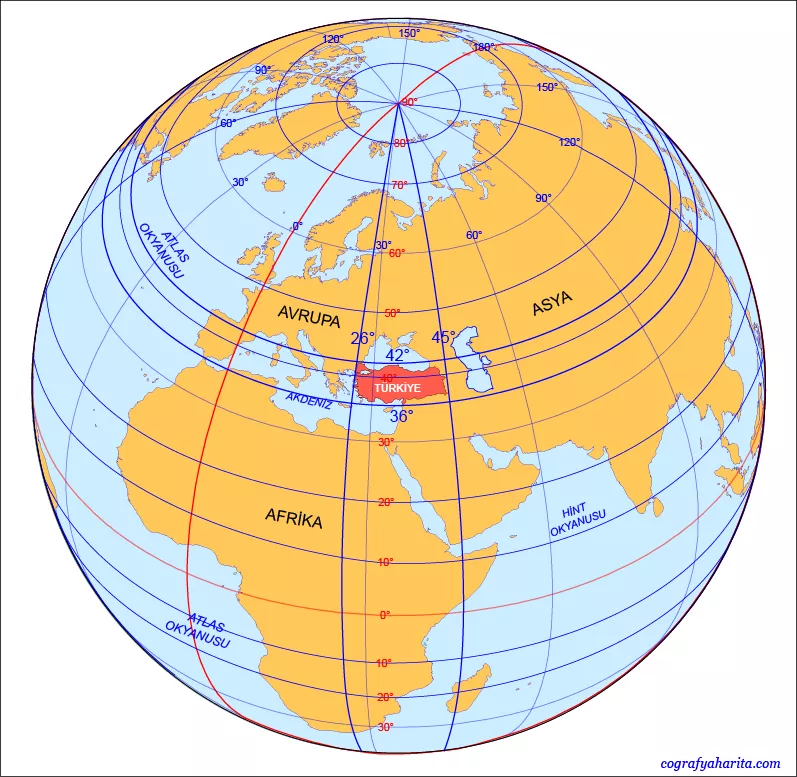 120°
150°
180°
90°
150°
90°
60°
120°
80°
30°
70°
90°
0°
60°
30°
60°
ATLAS
OKYANUSU
AVRUPA
ASYA
50°
26°
45°
42°
40°
TÜRKİYE
AKDENİZ
36°
30°
20°
AFRİKA
HİNT
OKYANUSU
10°
0°
ATLAS
OKYANUSU
10°
20°
30°
cografyaharita.com